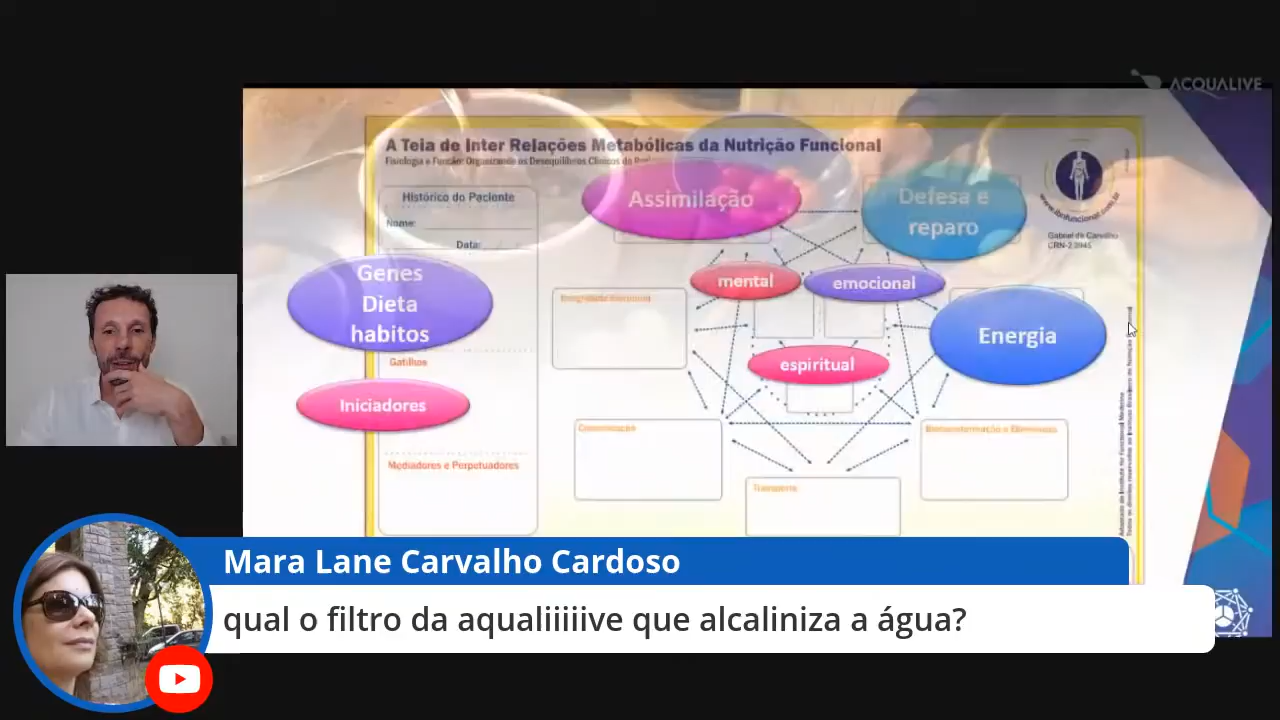 ACQUALIVE
A Teia de Inter Relações Metabólicas da Nutrição Funcional
Fisiologia e Função: Organizando os Desequilíbrios Clínicos do
Histórico do Paciente
Nome:
Data:
Assimilação
Defesa e
reparo
www.ibnfuncional.com.br
Gabriel de Carvalho
CRN-2 3945
Genes
Dieta
habitos
mental
emocional
Integridade Estrutural
Energia
espiritual
Gatilhos
Iniciadores
Comunicação
Biotransformação e Eliminação
Mediadores e Perpetuadores
Transporte
Mara Lane Carvalho Cardoso
qual o filtro da aqualiiiiive que alcaliniza a água?